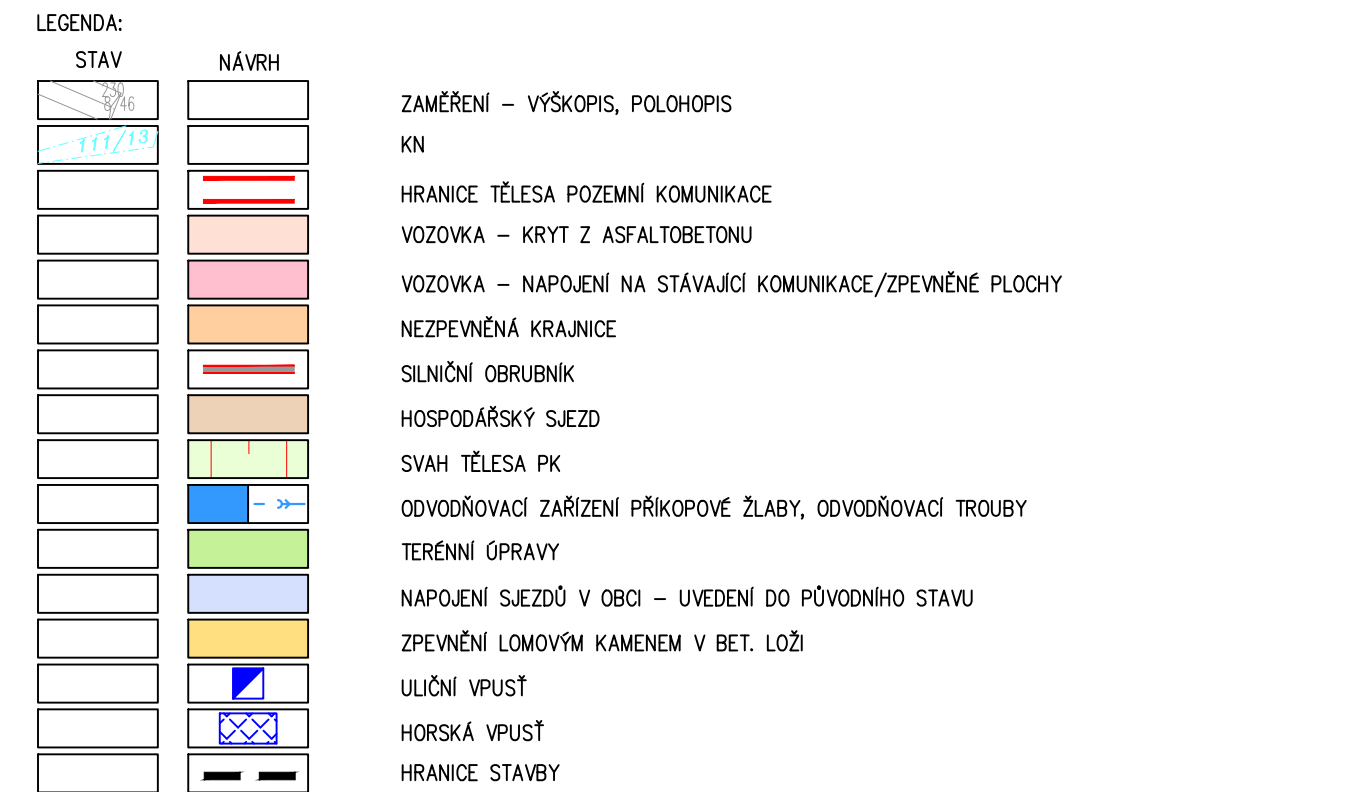 LEGENDA:
STAV NÁVRH
230
8/46
ZAMĚŘENÍ – VÝŠKOPIS, POLOHOPIS
111/13
KN
HRANICE TĚLESA POZEMNÍ KOMUNIKACE
VOZOVKA – KRYT Z ASFALTOBETONU
VOZOVKA – NAPOJENÍ NA STÁVAJÍCÍ KOMUNIKACE/ZPEVNĚNÉ PLOCHY
NEZPEVNĚNÁ KRAJNICE
SILNIČNÍ OBRUBNÍK
HOSPODÁŘSKÝ SJEZD
SVAH TĚLESA PK
ODVODŇOVACÍ ZAŘÍZENÍ PŘÍKOPOVÉ ŽLABY, ODVODŇOVACÍ TROUBY
TERÉNNÍ ÚPRAVY
NAPOJENÍ SJEZDŮ V OBCI – UVEDENÍ DO PŮVODNÍHO STAVU
ZPEVNĚNÍ LOMOVÝM KAMENEM V BET. LOŽI
ULIČNÍ VPUSŤ
HORSKÁ VPUSŤ
HRANICE STAVBY